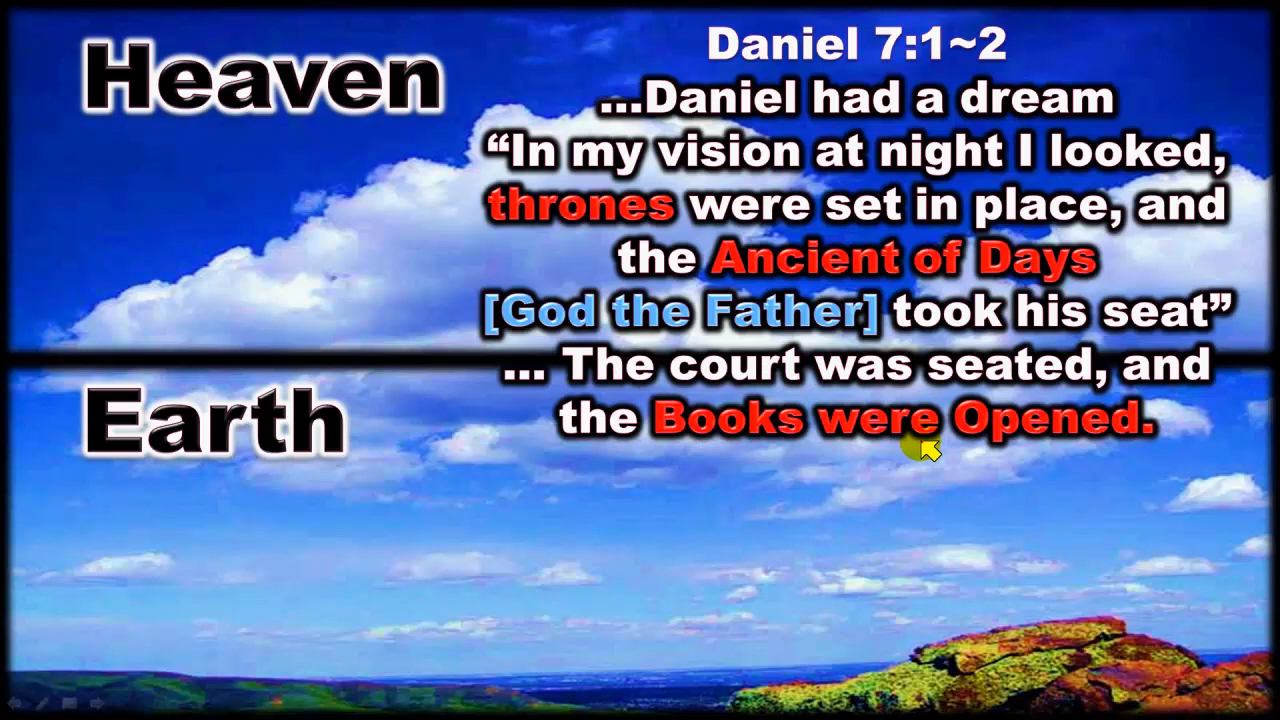 Heaven
Daniel 7:1~2
...Daniel had a dream
“In my vision at night I looked,
thrones were set in place, and
the Ancient of Days
[God the Father] took his seat”
... The court was seated, and
the Books were Opened.
Earth